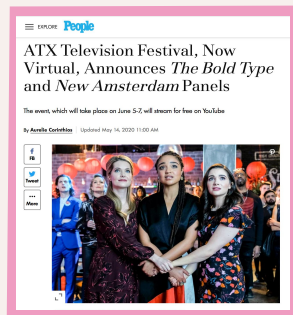 EXPLORE People
ATX Television Festival, Now
Virtual, Announces The Bold Type
and New Amsterdam Panels
The event, which will take place on June 5-7, will stream for free on YouTube
By Aurelie Corinthios Updated May 14, 2020 11:00 AM
FB
Tweet
More